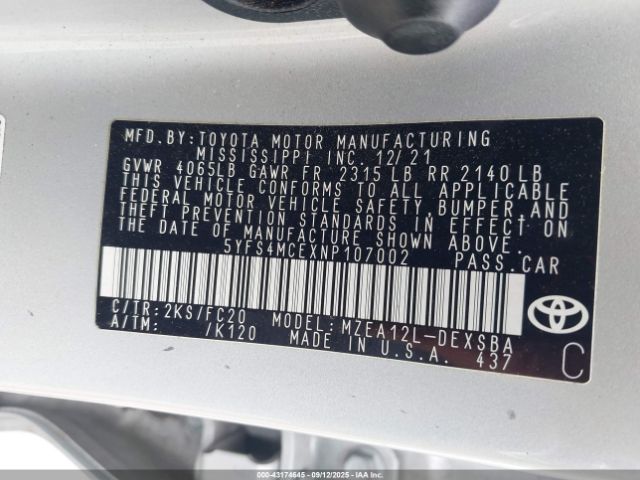 MFD. BY: TOYOTA MOTOR MANUFACTURING
MISSISSIPPI INC. 12/21
GVWR 4065LB GAWR FR 2315LB RR 2140LB
THIS VEHICLE CONFORMS TO ALL APPLICABLE
FEDERAL MOTOR VEHICLE SAFETY, BUMPER, AND
THEFT PREVENTION STANDARDS IN EFFECT ON
THE DATE OF MANUFACTURE SHOWN ABOVE.
5YFS4MCEXNP107002 PASS.CAR
C/TR: 2KS/FC20 MODEL: MZEA12L-DEXSBA
A/TM: /K120 MADE IN U.S.A. 437
C
000-43174645 - 09/12/2025 - IAAI.COM